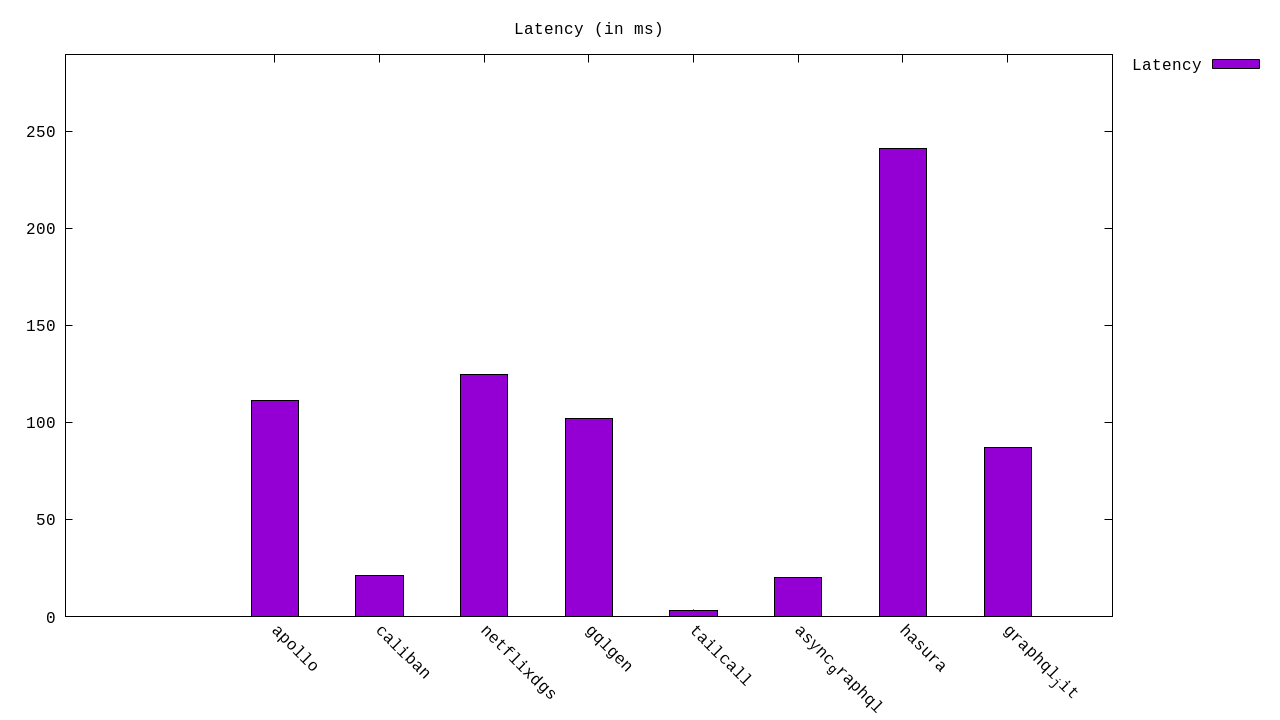 Latency (in ms)
Latency
250
200
150
100
50
0
apollo
caliban
netflixdgs
gqlgen
tailcall
async_graphql
hasura
graphql_jit